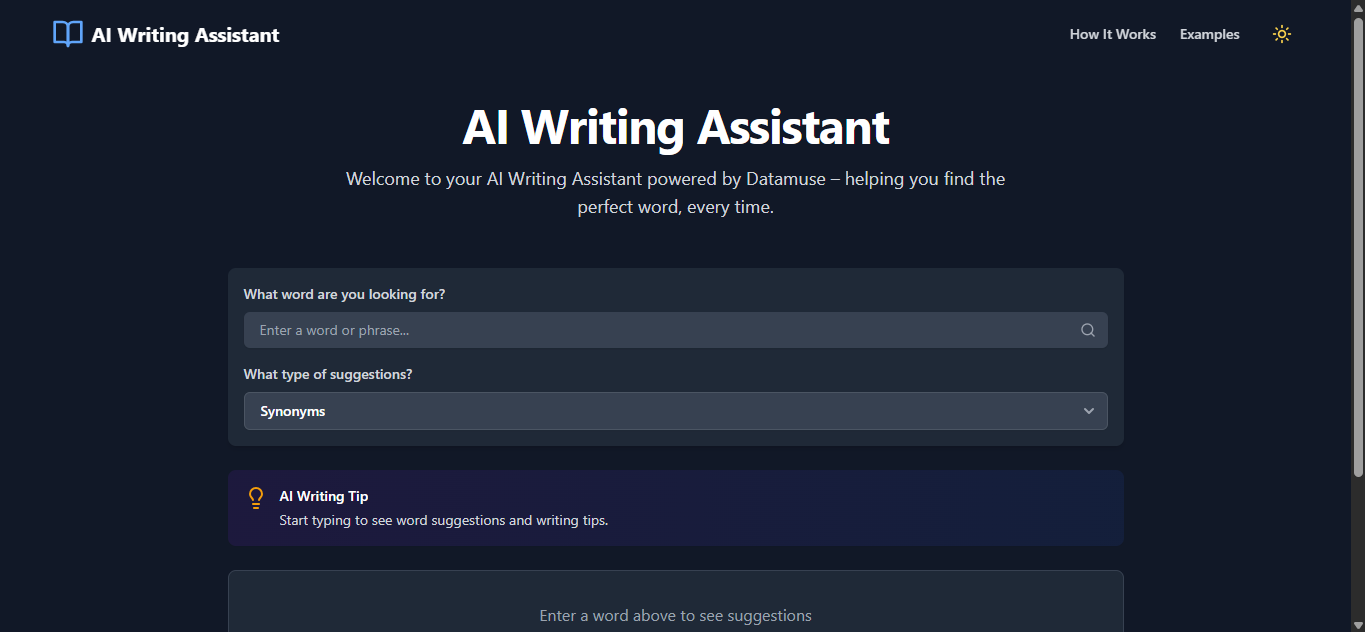 AI Writing Assistant
How It Works
Examples
AI Writing Assistant
Welcome to your AI Writing Assistant powered by Datamuse – helping you find the
perfect word, every time.
What word are you looking for?
Enter a word or phrase...
What type of suggestions?
Synonyms
AI Writing Tip
Start typing to see word suggestions and writing tips.
Enter a word above to see suggestions